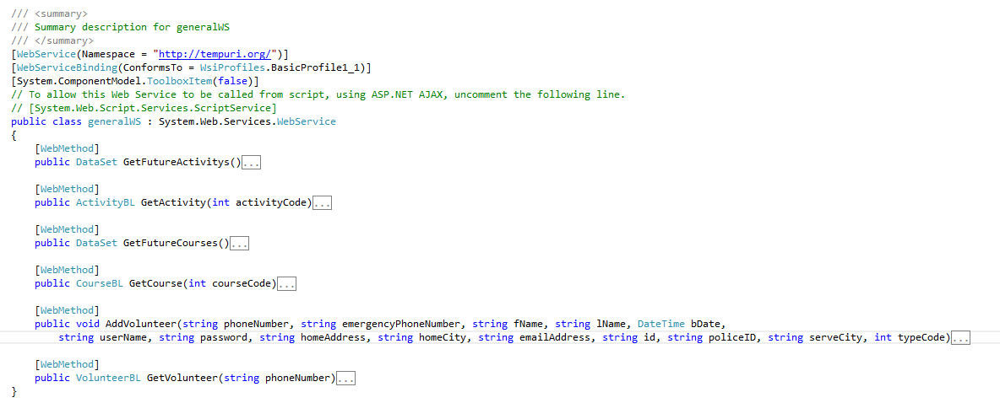 /// <summary>
/// Summary description for generalWS
/// </summary>
[WebService(Namespace = "http://tempuri.org/")]
[WebServiceBinding(ConformsTo = WsiProfiles.BasicProfile1_1)]
[System.ComponentModel.ToolboxItem(false)]
// To allow this Web Service to be called from script, using ASP.NET AJAX, uncomment the following line.
// [System.Web.Script.Services.ScriptService]
public class generalWS : System.Web.Services.WebService
{
    [WebMethod]
    public DataSet GetFutureActivitys()...
    [WebMethod]
    public ActivityBL GetActivity(int activityCode)...
    [WebMethod]
    public DataSet GetFutureCourses()...
    [WebMethod]
    public CourseBL GetCourse(int courseCode)...
    [WebMethod]
    public void AddVolunteer(string phoneNumber, string emergencyPhoneNumber, string fName, string lName, DateTime bDate,
        string userName, string password, string homeAddress, string homeCity, string emailAddress, string id, string policeID, string serveCity, int typeCode)...
    [WebMethod]
    public VolunteerBL GetVolunteer(string phoneNumber)...
}